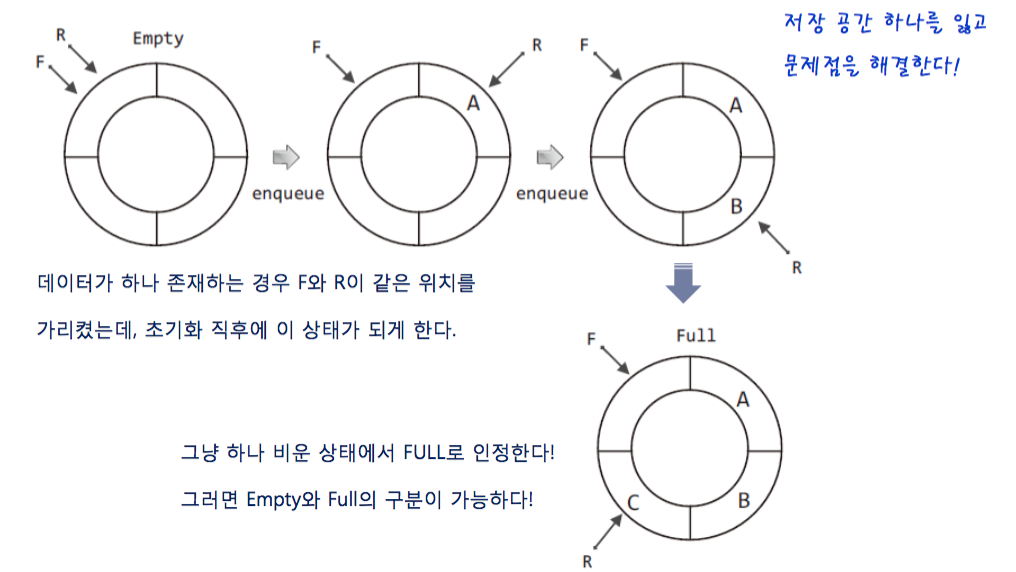 저장 공간 하나를 잃고
문제점을 해결한다!
R
F
Empty
enqueue
F
R
A
enqueue
F
A
B
R
데이터가 하나 존재하는 경우 F와 R이 같은 위치를
가리켰는데, 초기화 직후에 이 상태가 되게 한다.
F
Full
A
B
C
R
그냥 하나 비운 상태에서 FULL로 인정한다!
그러면 Empty와 Full의 구분이 가능하다!